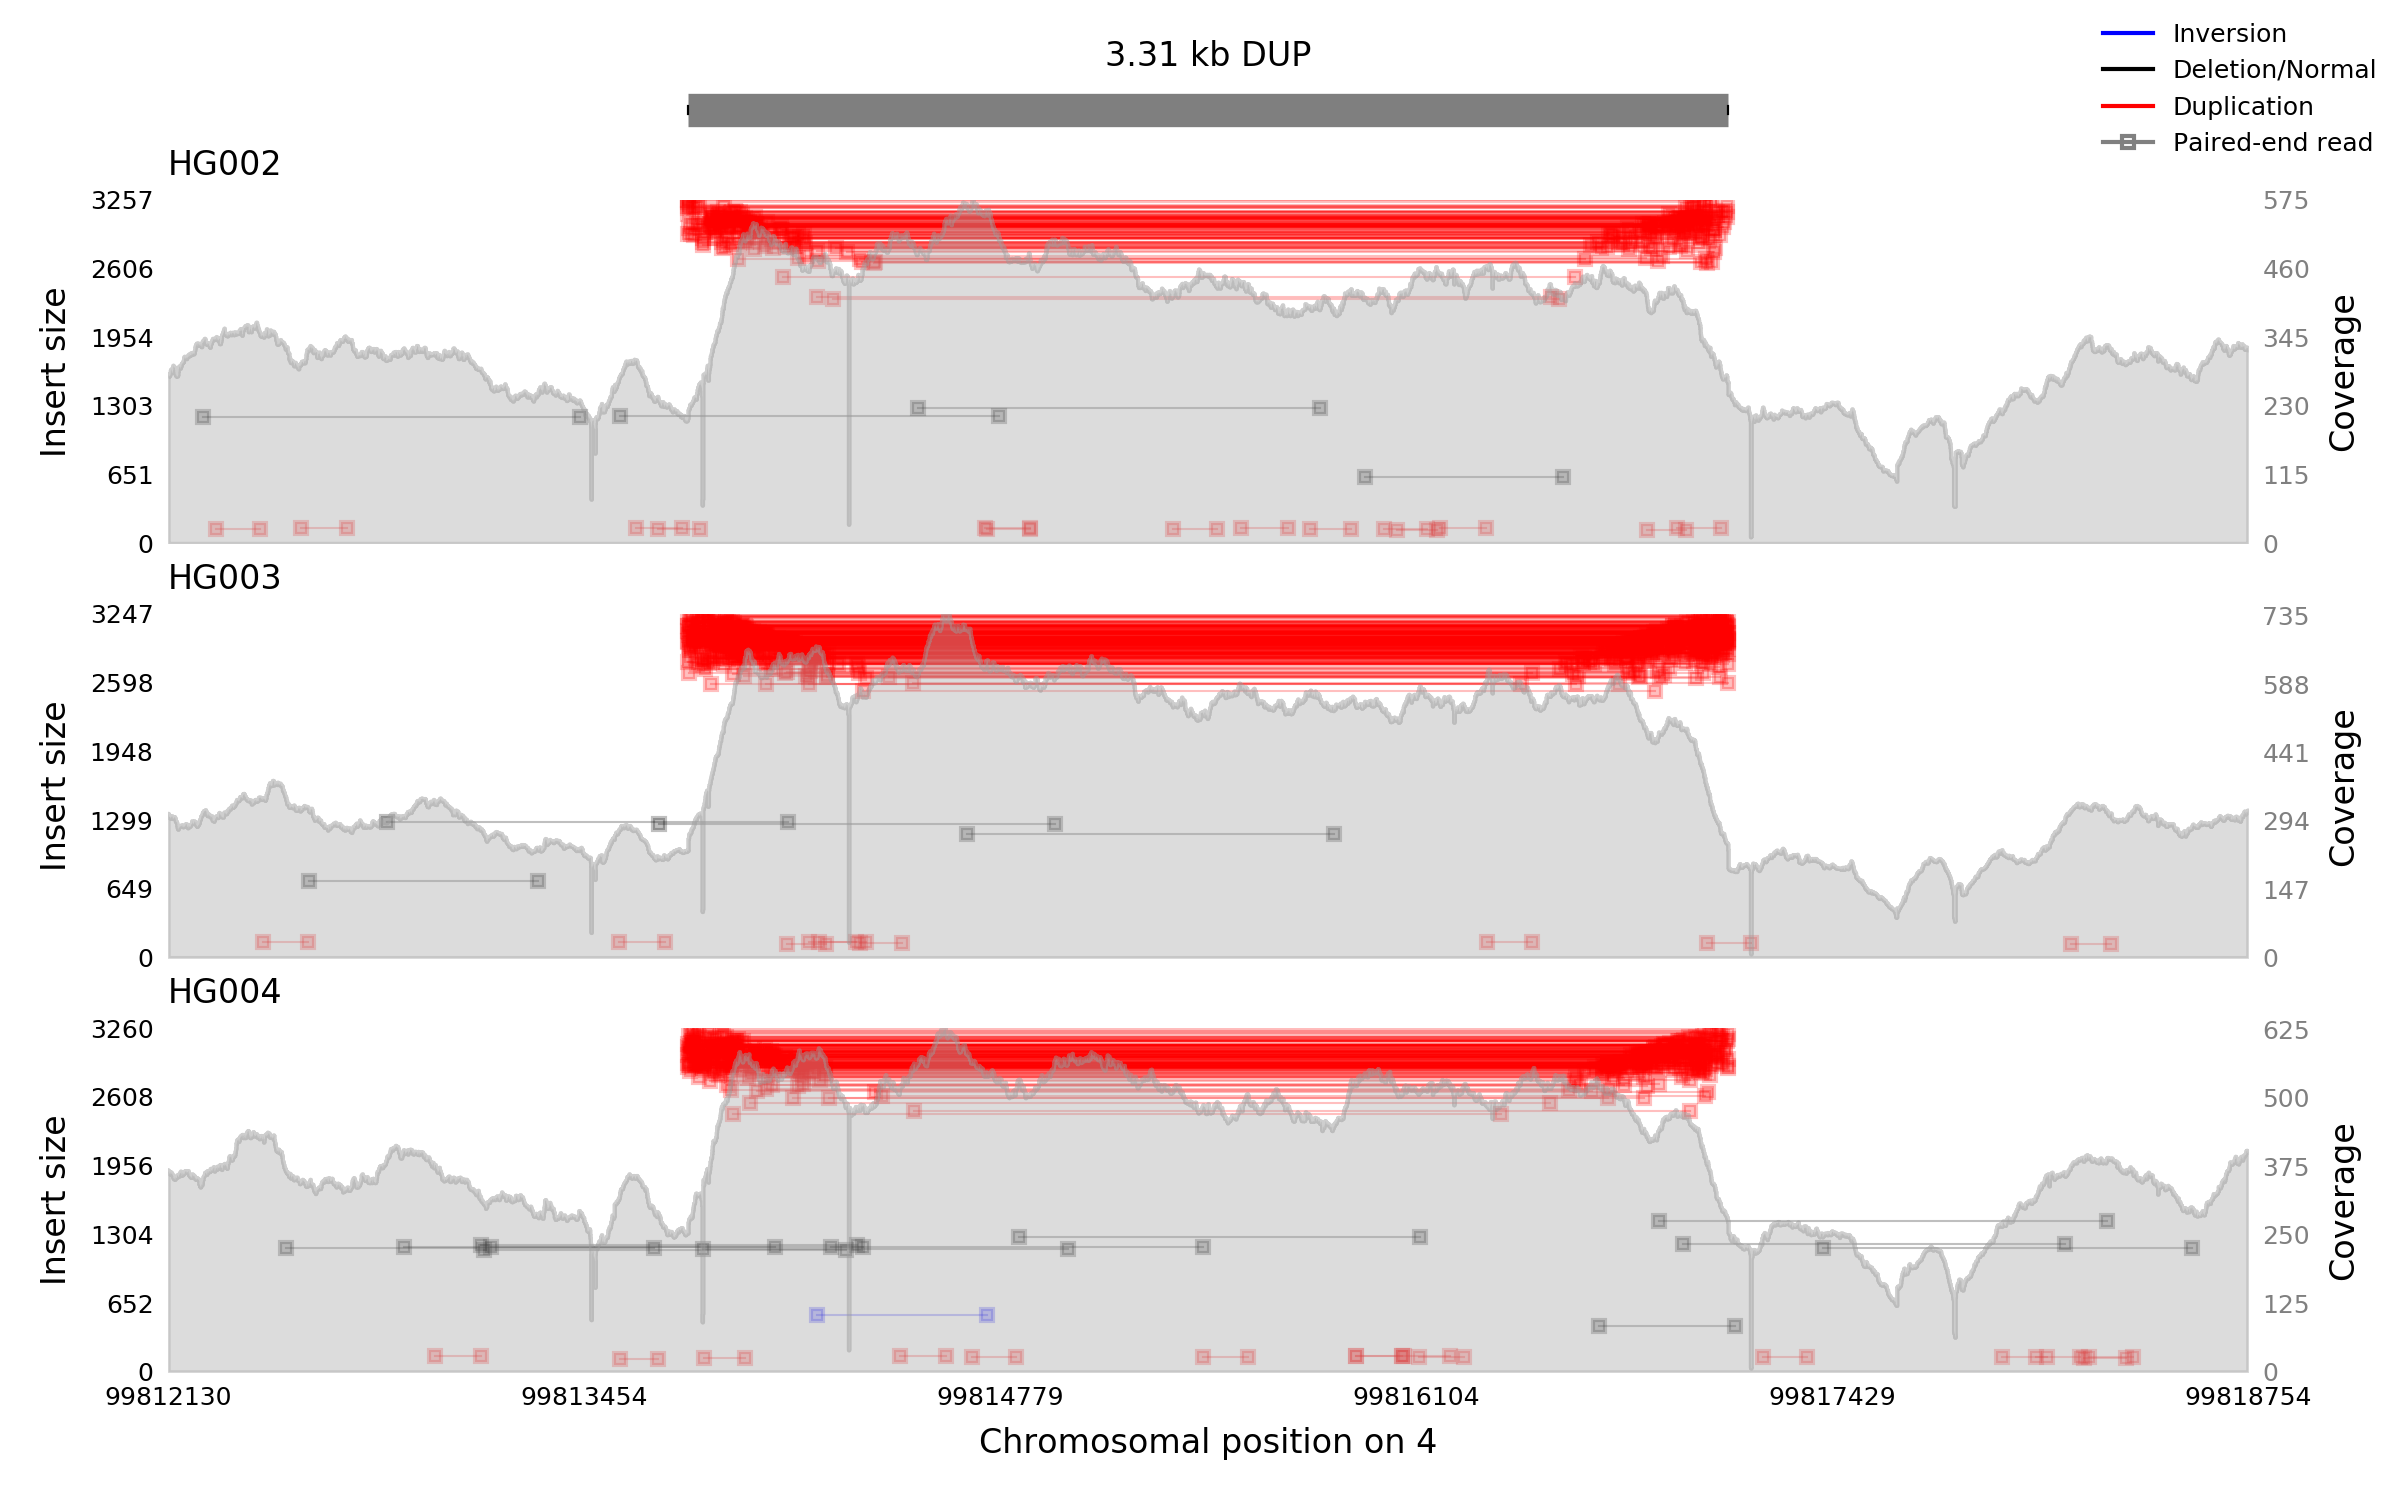 3.31 kb DUP
Inversion
Deletion/Normal
Duplication
Paired-end read
HG002
3257
2606
1954
1303
651
0
Insert size
575
460
345
230
115
0
Coverage
HG003
3247
2598
1948
1299
649
0
Insert size
735
588
441
294
147
0
Coverage
HG004
3260
2608
1956
1304
652
0
Insert size
625
500
375
250
125
0
Coverage
99812130 99813454 99814779 99816104 99817429 99818754
Chromosomal position on 4